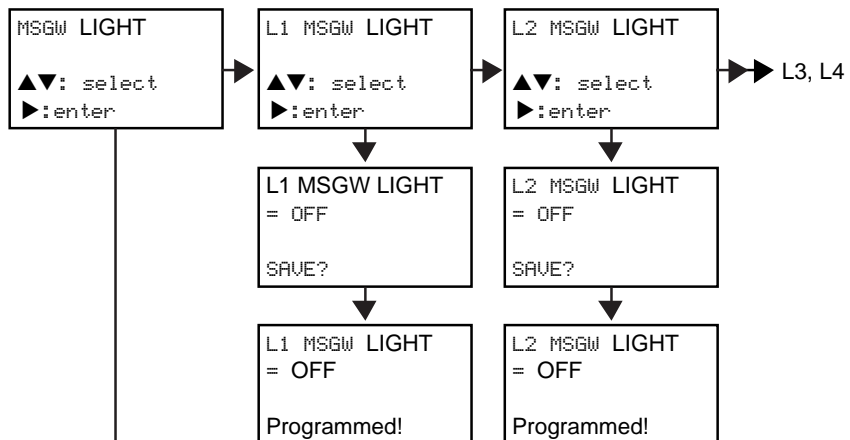 MSGW LIGHT
▲▼: select
▶:enter
L1 MSGW LIGHT
▲▼: select
▶:enter
L2 MSGW LIGHT
▲▼: select
▶:enter
L3, L4
L1 MSGW LIGHT
= OFF
SAVE?
L2 MSGW LIGHT
= OFF
SAVE?
L1 MSGW LIGHT
= OFF
Programmed!
L2 MSGW LIGHT
= OFF
Programmed!